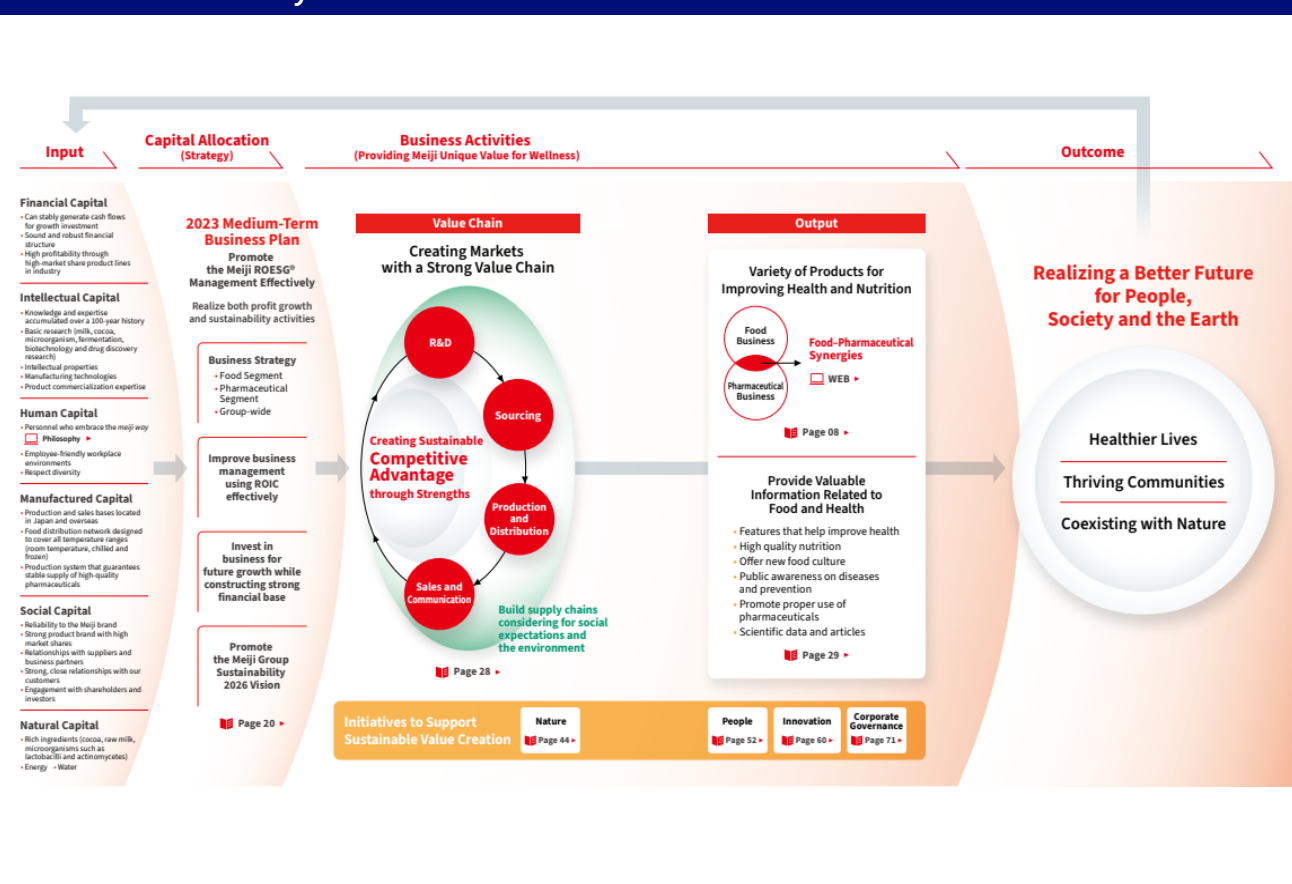 Input
Capital Allocation
(Strategy)
Business Activities
(Providing Meiji Unique Value for Wellness)
Outcome
Financial Capital
• Can stably generate cash flows
for growth investment
• Sound and robust financial
structure
• High profitability through
high-market share product lines
in industry
Intellectual Capital
• Knowledge and expertise
accumulated over a 100-year history
• Basic research (milk, cocoa,
microorganism, fermentation,
biotechnology and drug discovery
research)
• Intellectual properties
• Manufacturing technologies
• Product commercialization expertise
Human Capital
• Personnel who embrace the meiji way
Philosophy
• Employee-friendly workplace
environments
• Respect diversity
Manufactured Capital
• Production and sales bases located
in Japan and overseas
• Food distribution network designed
to cover all temperature ranges
(room temperature, chilled and
frozen)
• Production system that guarantees
stable supply of high-quality
pharmaceuticals
Social Capital
• Reliability to the Meiji brand
• Strong product brand with high
market shares
• Relationships with suppliers and
business partners
• Strong, close relationships with our
customers
• Engagement with shareholders and
investors
Natural Capital
• Rich ingredients (cocoa, raw milk,
microorganisms such as
lactobacilli and actinomycetes)
• Energy • Water
2023 Medium-Term
Business Plan
Promote
the Meiji ROESG®
Management Effectively
Realize both profit growth
and sustainability activities
Business Strategy
• Food Segment
• Pharmaceutical
Segment
• Group-wide
Improve business
management
using ROIC
effectively
Invest in
business for
future growth while
constructing strong
financial base
Promote
the Meiji Group
Sustainability
2026 Vision
Page 20
Value Chain
Creating Markets
with a Strong Value Chain
R&D
Sourcing
Production
and
Distribution
Sales and
Communication
Creating Sustainable
Competitive
Advantage
through Strengths
Build supply chains
considering for social
expectations and
the environment
Page 28
Output
Variety of Products for
Improving Health and Nutrition
Food
Business
Pharmaceutical
Business
Food–Pharmaceutical
Synergies
WEB
Page 08
Provide Valuable
Information Related to
Food and Health
• Features that help improve health
• High quality nutrition
• Offer new food culture
• Public awareness on diseases
and prevention
• Promote proper use of
pharmaceuticals
• Scientific data and articles
Page 29
Initiatives to Support
Sustainable Value Creation
Nature
Page 44
People
Page 52
Innovation
Page 60
Corporate
Governance
Page 71
Realizing a Better Future
for People,
Society and the Earth
Healthier Lives
Thriving Communities
Coexisting with Nature